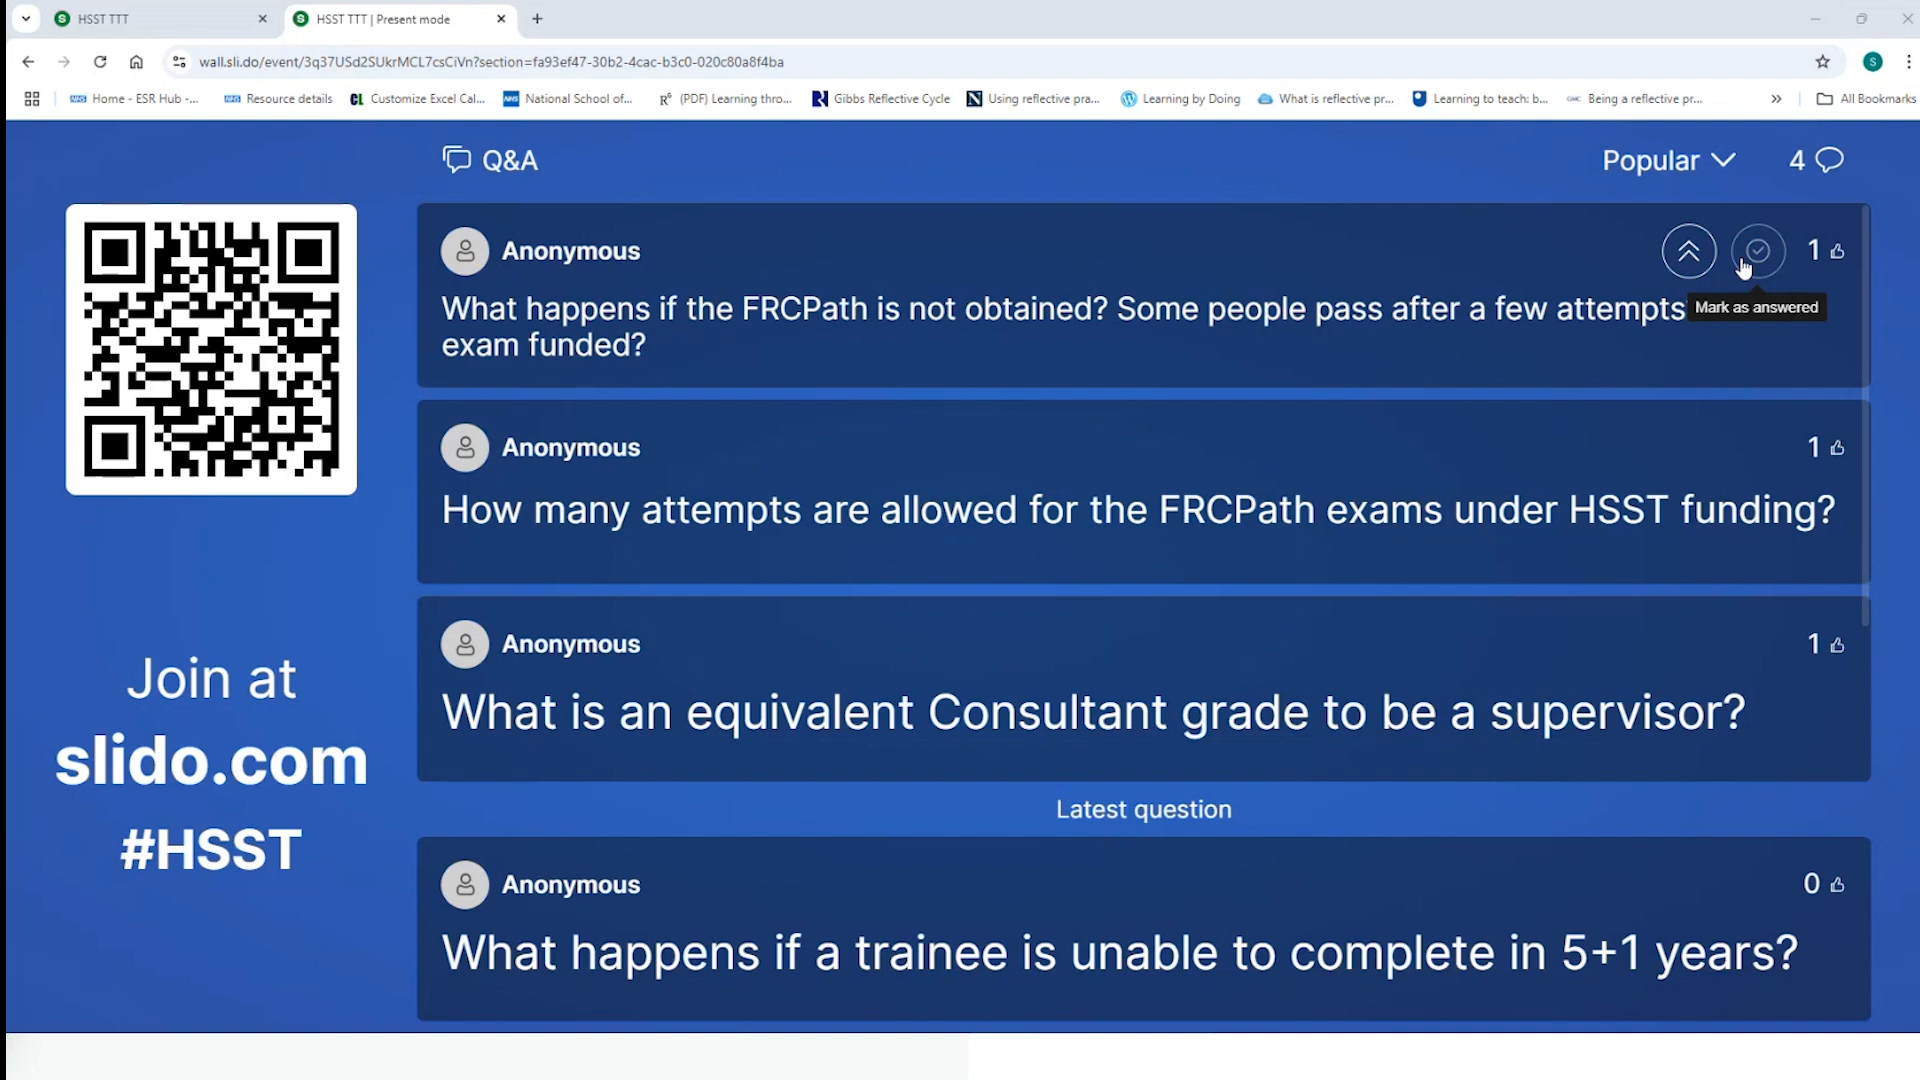 HSST TTT
HSST TTT | Present mode
wall.sli.do/event/3q37USd2SUkrMCL7csCiVn?section=fa93ef47-30b2-4cac-b3c0-020c80a8f4ba
S
NHS Home - ESR Hub -...
NHS Resource details
CL Customize Excel Cal...
NHS National School of...
R⁶ (PDF) Learning thro...
Gibbs Reflective Cycle
N Using reflective pra...
Learning by Doing
What is reflective pr...
Learning to teach: b...
GMC Being a reflective pr...
All Bookmarks
Q&A
Popular
4
Anonymous
1
What happens if the FRCPath is not obtained? Some people pass after a few attempts
Mark as answered
exam funded?
Anonymous
1
How many attempts are allowed for the FRCPath exams under HSST funding?
Anonymous
1
What is an equivalent Consultant grade to be a supervisor?
Join at
slido.com
#HSST
Latest question
Anonymous
0
What happens if a trainee is unable to complete in 5+1 years?